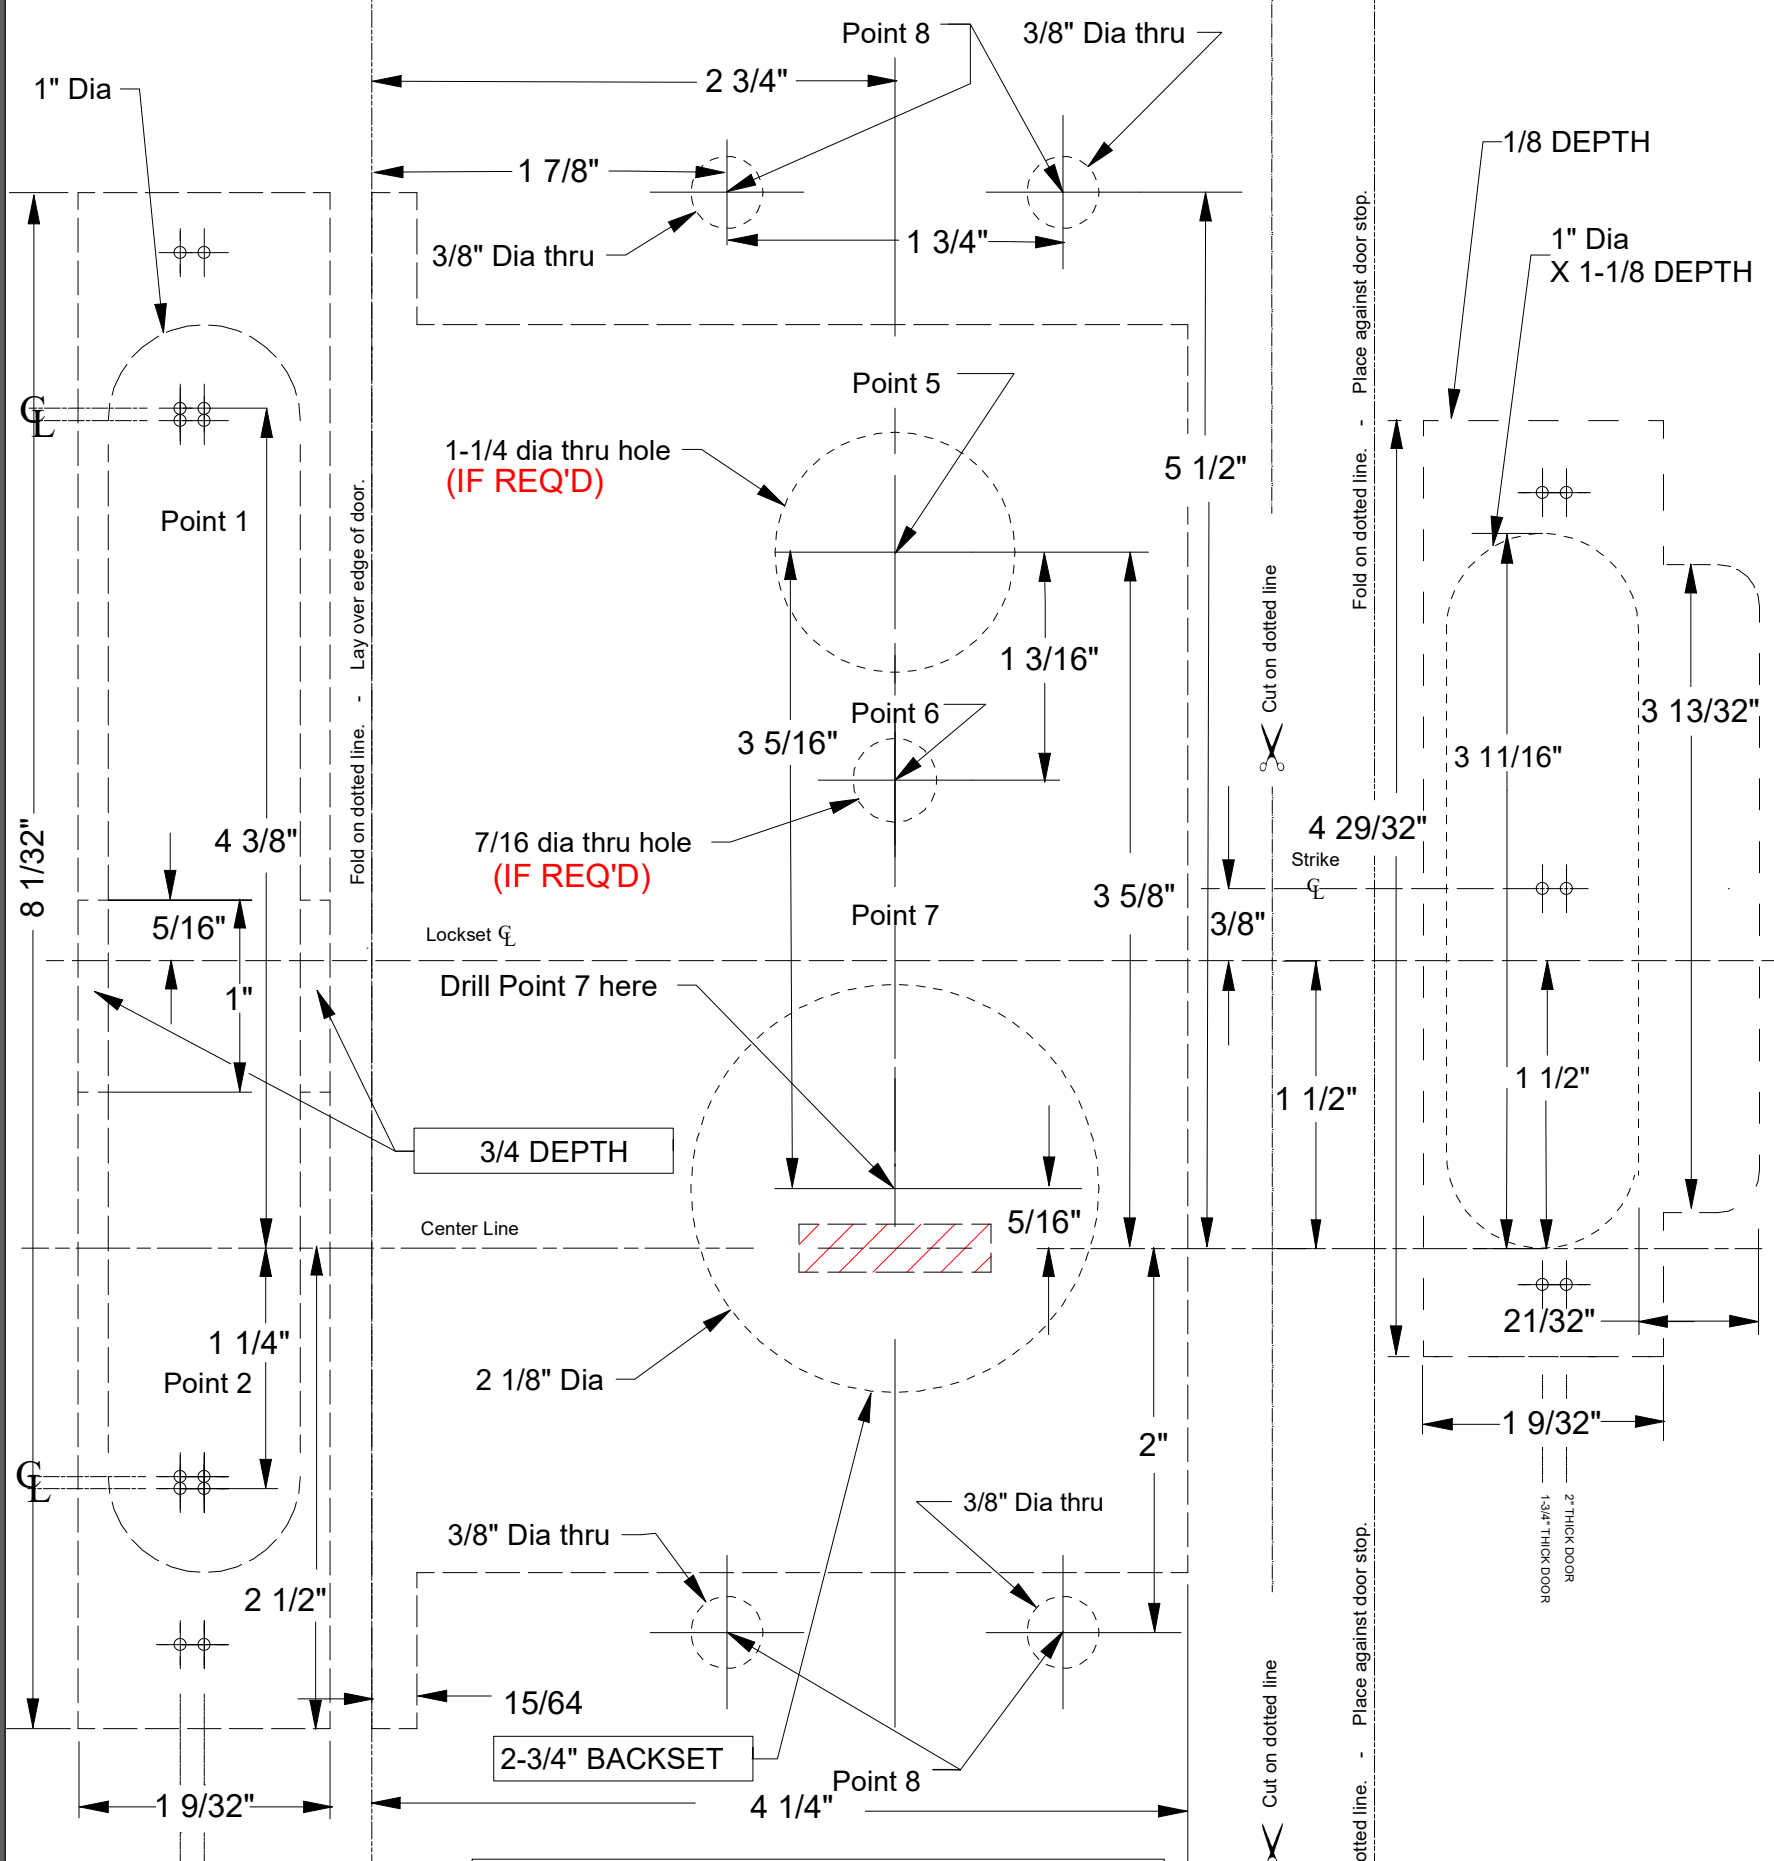 Point 8
3/8" Dia thru
2 3/4"
1" Dia
1/8 DEPTH
1 7/8"
3/8" Dia thru
1 3/4"
1" Dia
X 1-1/8 DEPTH
Fold on dotted line. - Place against door stop.
Point 5
℄
1-1/4 dia thru hole
(IF REQ'D)
5 1/2"
Point 1
Fold on dotted line. - Lay over edge of door.
Cut on dotted line
1 3/16"
Point 6
3 5/16"
3 13/32"
3 11/16"
4 3/8"
7/16 dia thru hole
(IF REQ'D)
4 29/32"
Strike
℄
8 1/32"
3 5/8"
Point 7
3/8"
5/16"
Lockset ℄
1"
Drill Point 7 here
1 1/2"
1 1/2"
3/4 DEPTH
5/16"
Center Line
1 1/4"
21/32"
Point 2
2 1/8" Dia
1 9/32"
2"
℄
3/8" Dia thru
3/8" Dia thru
2" THICK DOOR
1-3/4" THICK DOOR
2 1/2"
15/64
2-3/4" BACKSET
Point 8
1 9/32"
4 1/4"
Cut on dotted line
otted line. - Place against door stop.